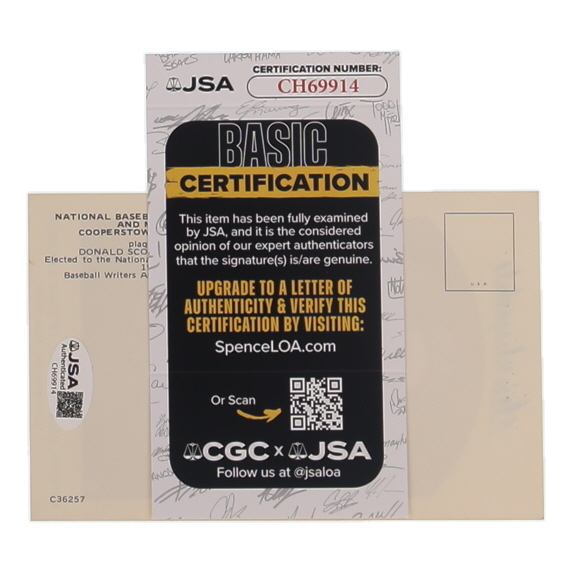 JSA
CERTIFICATION NUMBER:
CH69914
BASIC
CERTIFICATION
This item has been fully examined
by JSA, and it is the considered
opinion of our expert authenticators
that the signature(s) is/are genuine.
UPGRADE TO A LETTER OF
AUTHENTICITY & VERIFY THIS
CERTIFICATION BY VISITING:
SpenceLOA.com
Or Scan
CGC x JSA
Follow us at @jsaloa
NATIONAL BASEB
AND M
COOPERSTOW
plaq
DONALD SCO
Elected to the Nationa
1
Baseball Writers A
JSA
Authenticated
CH69914
C36257
U S A